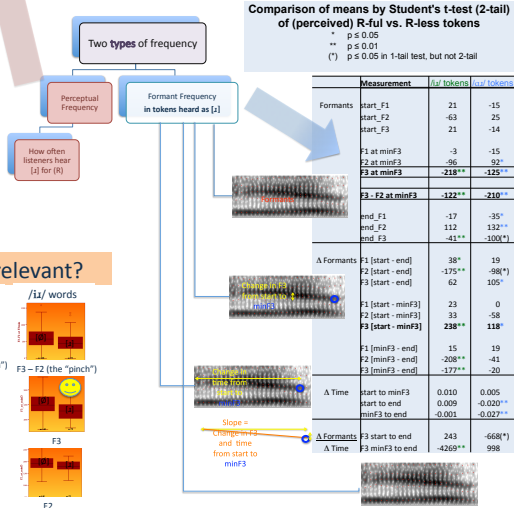 Comparison of means by Student's t-test (2-tail)
of (perceived) R-ful vs. R-less tokens
* p ≤ 0.05
** p ≤ 0.01
(*) p ≤ 0.05 in 1-tail test, but not 2-tail
Two types of frequency
Perceptual
Frequency
Formant Frequency
in tokens heard as [ɹ]
How often
listeners hear
[ɹ] for (R)
Formants
Change in F3
from start to
minF3
Change in
time from
Slope =
Change in F3
and time
from start to
minF3
elevant?
/iɹ/ words
F3 – F2 (the "pinch")
F3
F2
Measurement /iɹ/ tokens
Formants start_F1 21 -15
start_F2 -63 25
start_F3 21 -14
F1 at minF3 -3 -15
F2 at minF3 -96 92*
F3 at minF3 -218** -125**
F3 - F2 at minF3 -122** -210**
end_F1 -17 -35*
end_F2 112 132**
end_F3 -41** -100(*)
Δ Formants F1 [start - end] 38* 19
F2 [start - end] -175** -98(*)
F3 [start - end] 62 105*
F1 [start - minF3] 23 0
F2 [start - minF3] 33 -58
F3 [start - minF3] 238** 118*
F1 [minF3 - end] 15 19
F2 [minF3 - end] -208** -41
F3 [minF3 - end] -177** -20
Δ Time start to minF3 0.010 0.005
start to end 0.009 -0.020**
minF3 to end -0.001 -0.027**
Δ Formants F3 start to end 243 -668(*)
Δ Time F3 minF3 to end -4269** 998